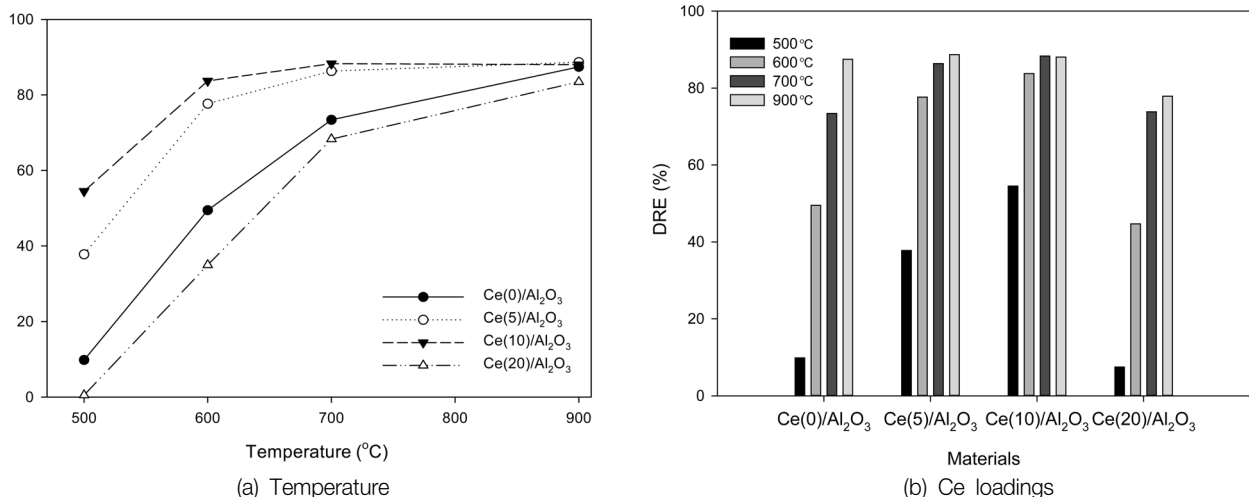 100
80
60
40
20
0
Ce(0)/Al₂O₃
Ce(5)/Al₂O₃
Ce(10)/Al₂O₃
Ce(20)/Al₂O₃
500 600 700 800 900
Temperature (°C)
(a) Temperature
100
80
60
40
20
0
DRE (%)
500℃
600℃
700℃
900℃
Ce(0)/Al₂O₃ Ce(5)/Al₂O₃ Ce(10)/Al₂O₃ Ce(20)/Al₂O₃
Materials
(b) Ce loadings